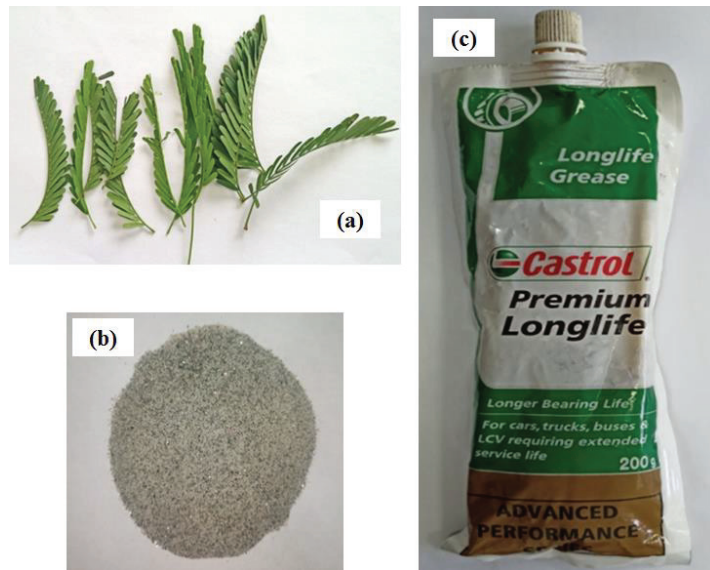 (a)
(b)
(c)
Longlife
Grease
Castrol
Premium
Longlife
Longer Bearing Life
For cars, trucks, buses &
LCV requiring extended
service life
200g
ADVANCED
PERFORMANCE